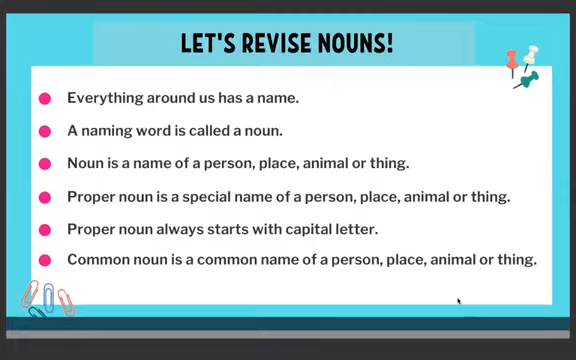 LET'S REVISE NOUNS!
Everything around us has a name.
A naming word is called a noun.
Noun is a name of a person, place, animal or thing.
Proper noun is a special name of a person, place, animal or thing.
Proper noun always starts with capital letter.
Common noun is a common name of a person, place, animal or thing.